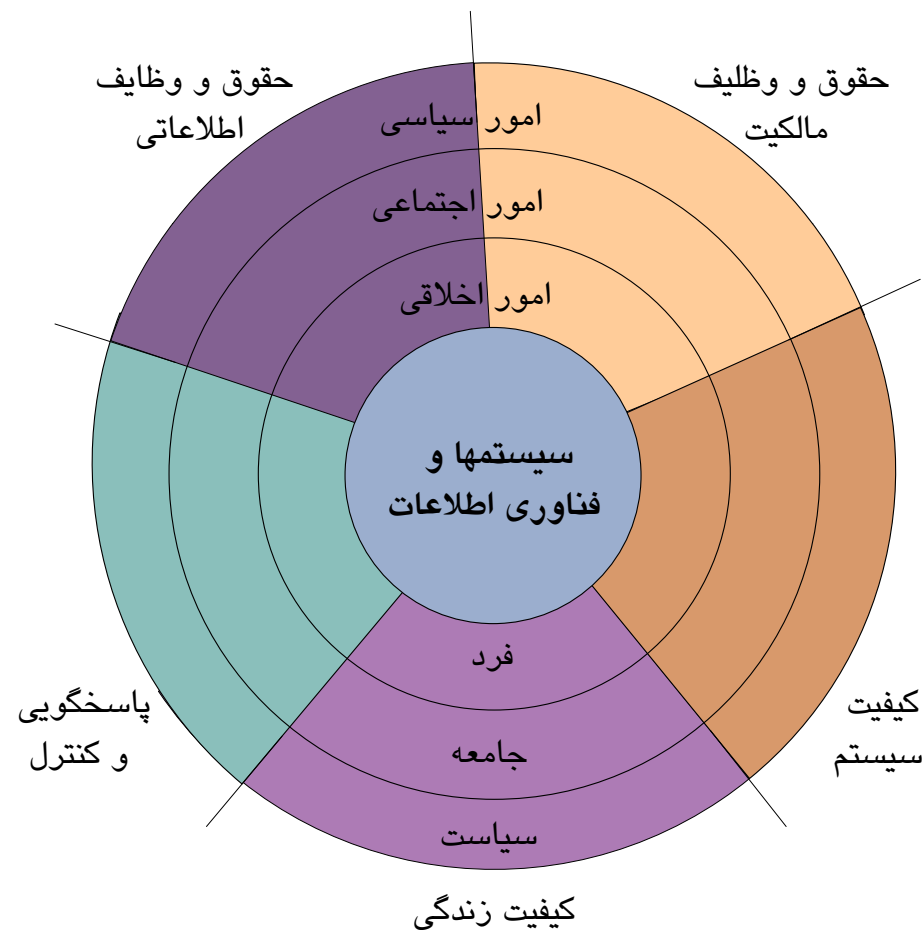 حقوق و وظلیف
مالکیت
حقوق و وظایف
اطلاعاتی
امور سیاسی
امور اجتماعی
امور اخلاقی
سیستمها و
فناوری اطلاعات
فرد
جامعه
سیاست
کیفیت
سیستم
پاسخگویی
و کنترل
کیفیت زندگی